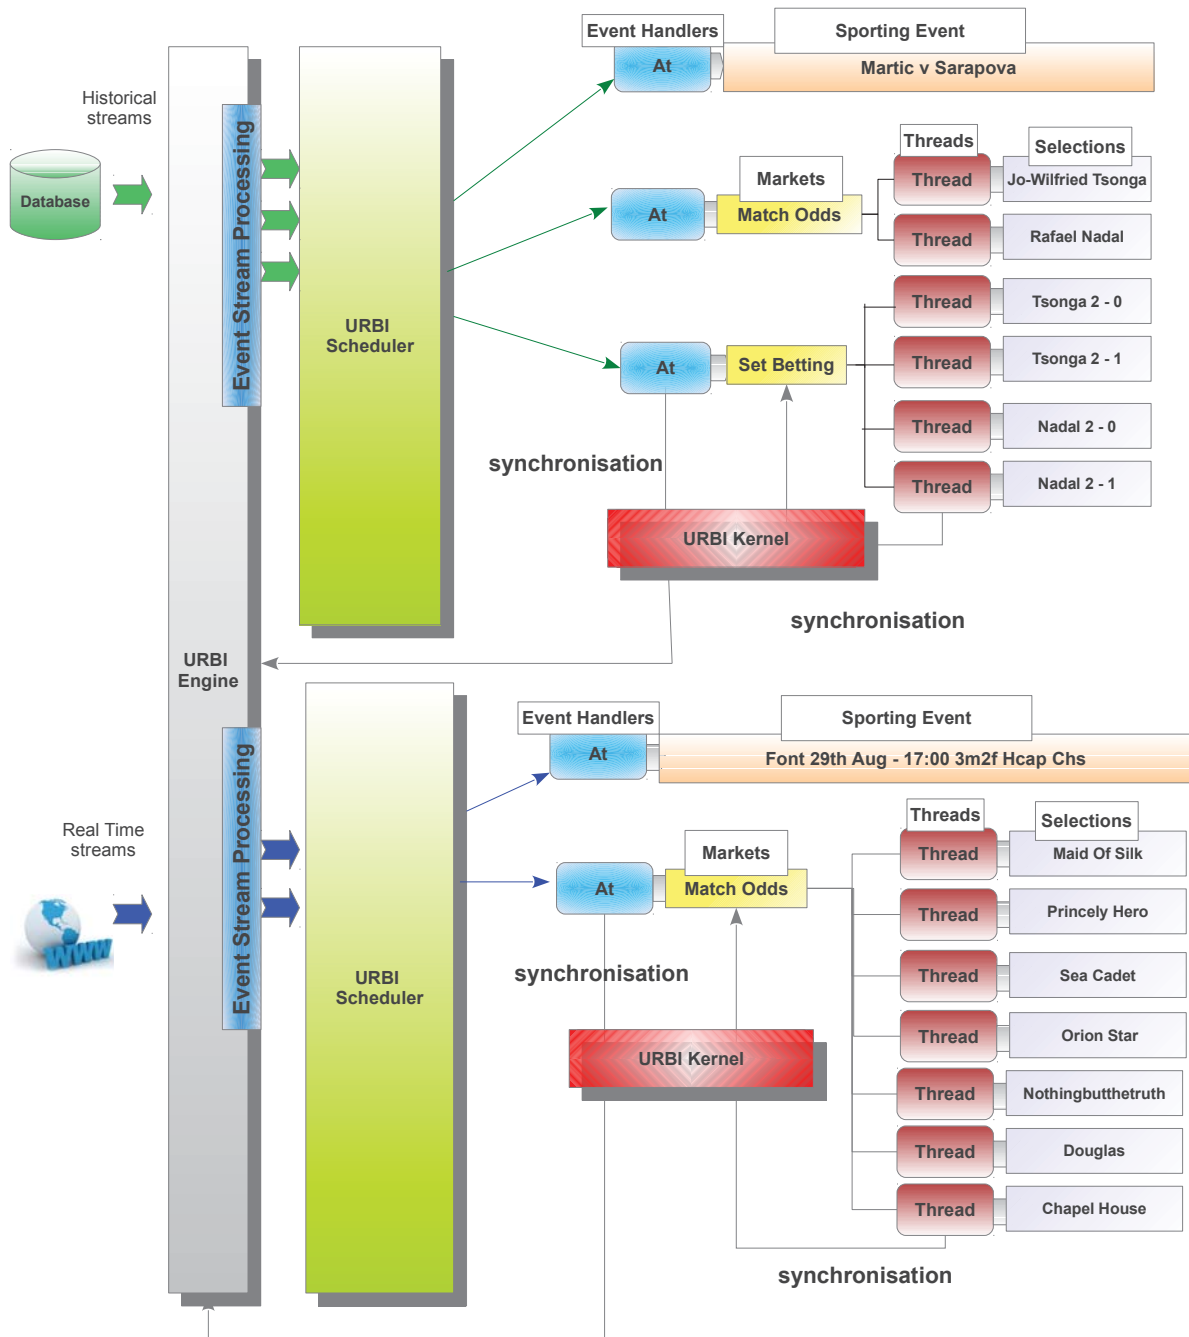 Event Handlers
Sporting Event
At
Martic v Sarapova
Historical
streams
Database
Event Stream Processing
URBI
Scheduler
Threads
Selections
Markets
Thread
Jo-Wilfried Tsonga
At
Match Odds
Thread
Rafael Nadal
Thread
Tsonga 2 - 0
At
Set Betting
Thread
Tsonga 2 - 1
Thread
Nadal 2 - 0
synchronisation
Thread
Nadal 2 - 1
URBI Kernel
synchronisation
URBI
Engine
Event Handlers
Sporting Event
At
Font 29th Aug - 17:00 3m2f Hcap Chs
Real Time
streams
WWW
Event Stream Processing
URBI
Scheduler
Threads
Selections
Markets
Thread
Maid Of Silk
At
Match Odds
Thread
Princely Hero
synchronisation
Thread
Sea Cadet
URBI Kernel
Thread
Orion Star
Thread
Nothingbutthetruth
Thread
Douglas
Thread
Chapel House
synchronisation